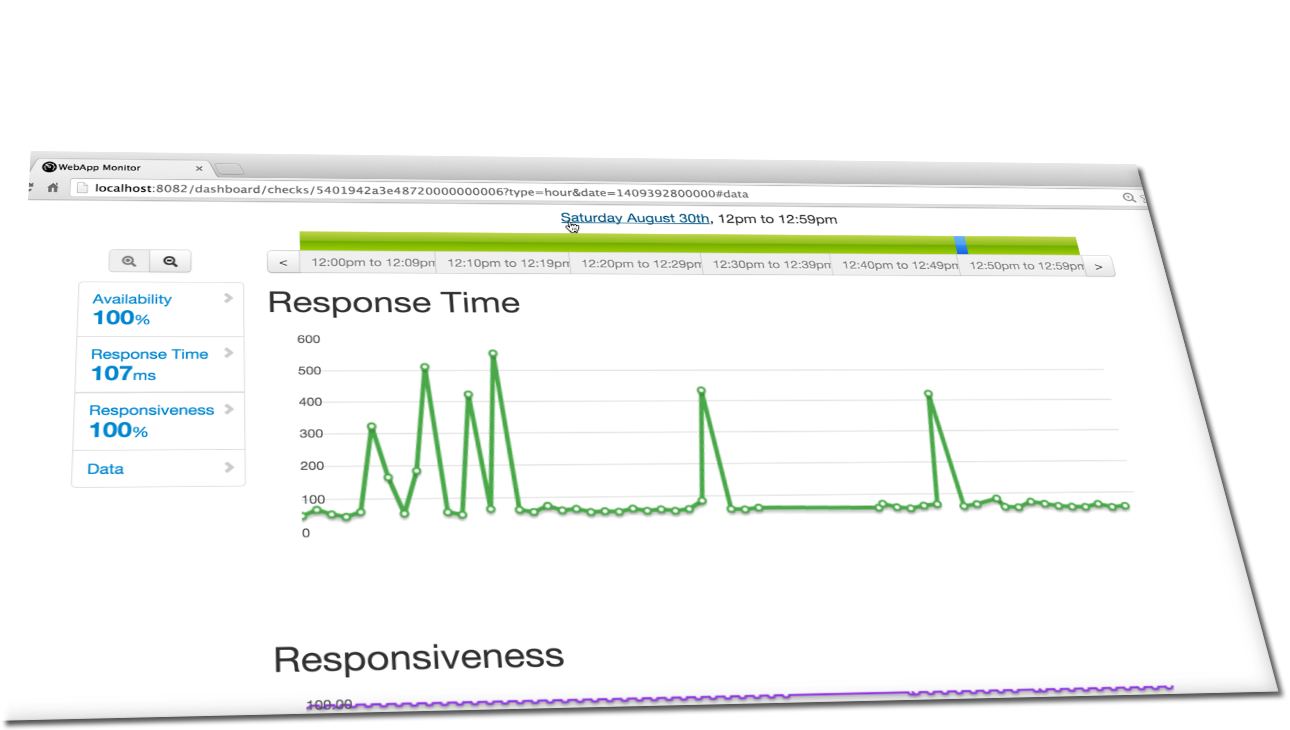 WebApp Monitor
localhost:8082/dashboard/checks/5401942a3e48720000000006?type=hour&date=1409392800000#data
Saturday August 30th, 12pm to 12:59pm
< 12:00pm to 12:09pm 12:10pm to 12:19pm 12:20pm to 12:29pm 12:30pm to 12:39pm 12:40pm to 12:49pm 12:50pm to 12:59pm >
Availability
100%
Response Time
107ms
Responsiveness
100%
Data
Response Time
600
500
400
300
200
100
0
Responsiveness
100.00